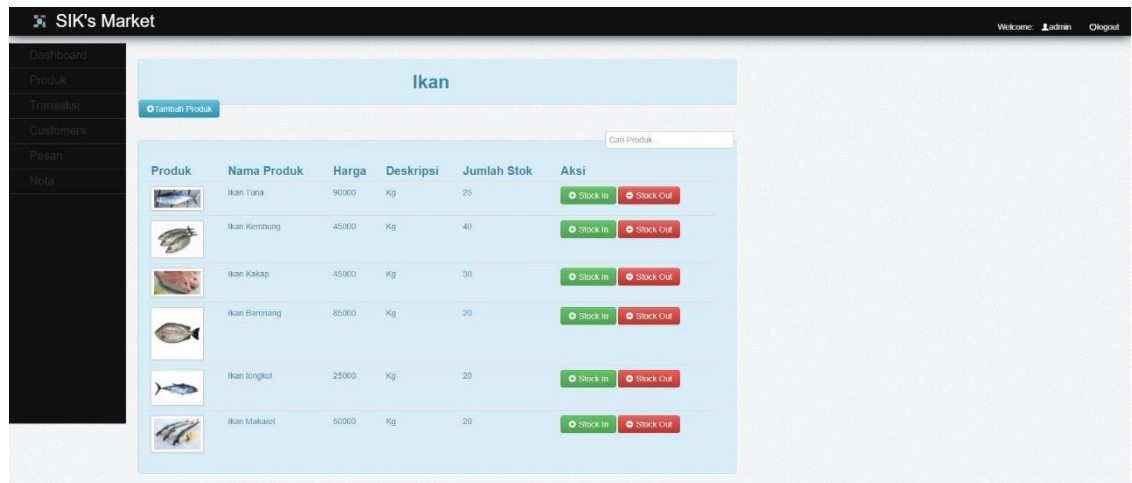 SIK's Market
Welcome: admin logout
Dashboard
Produk
Transaksi
Customers
Pesan
Nota
Ikan
Tambah Produk
Cari Produk...
Produk Nama Produk Harga Deskripsi Jumlah Stok Aksi
Ikan Tuna 90000 Kg 25 Stock In Stock Out
Ikan Kembung 45000 Kg 40 Stock In Stock Out
Ikan Kakap 45000 Kg 30 Stock In Stock Out
Ikan Baronang 85000 Kg 20 Stock In Stock Out
Ikan tongkol 25000 Kg 20 Stock In Stock Out
Ikan Makarel 50000 Kg 20 Stock In Stock Out